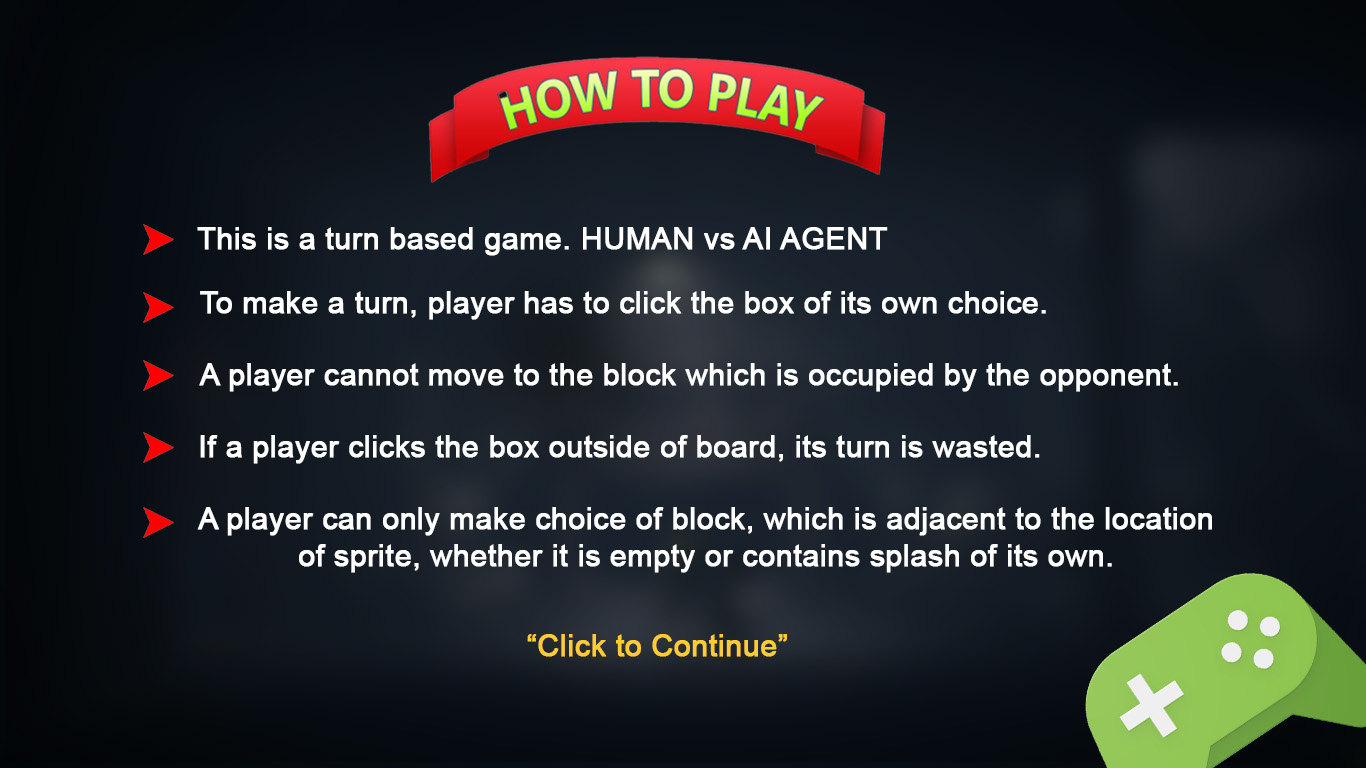 HOW TO PLAY
This is a turn based game. HUMAN vs AI AGENT
To make a turn, player has to click the box of its own choice.
A player cannot move to the block which is occupied by the opponent.
If a player clicks the box outside of board, its turn is wasted.
A player can only make choice of block, which is adjacent to the location
of sprite, whether it is empty or contains splash of its own.
“Click to Continue”